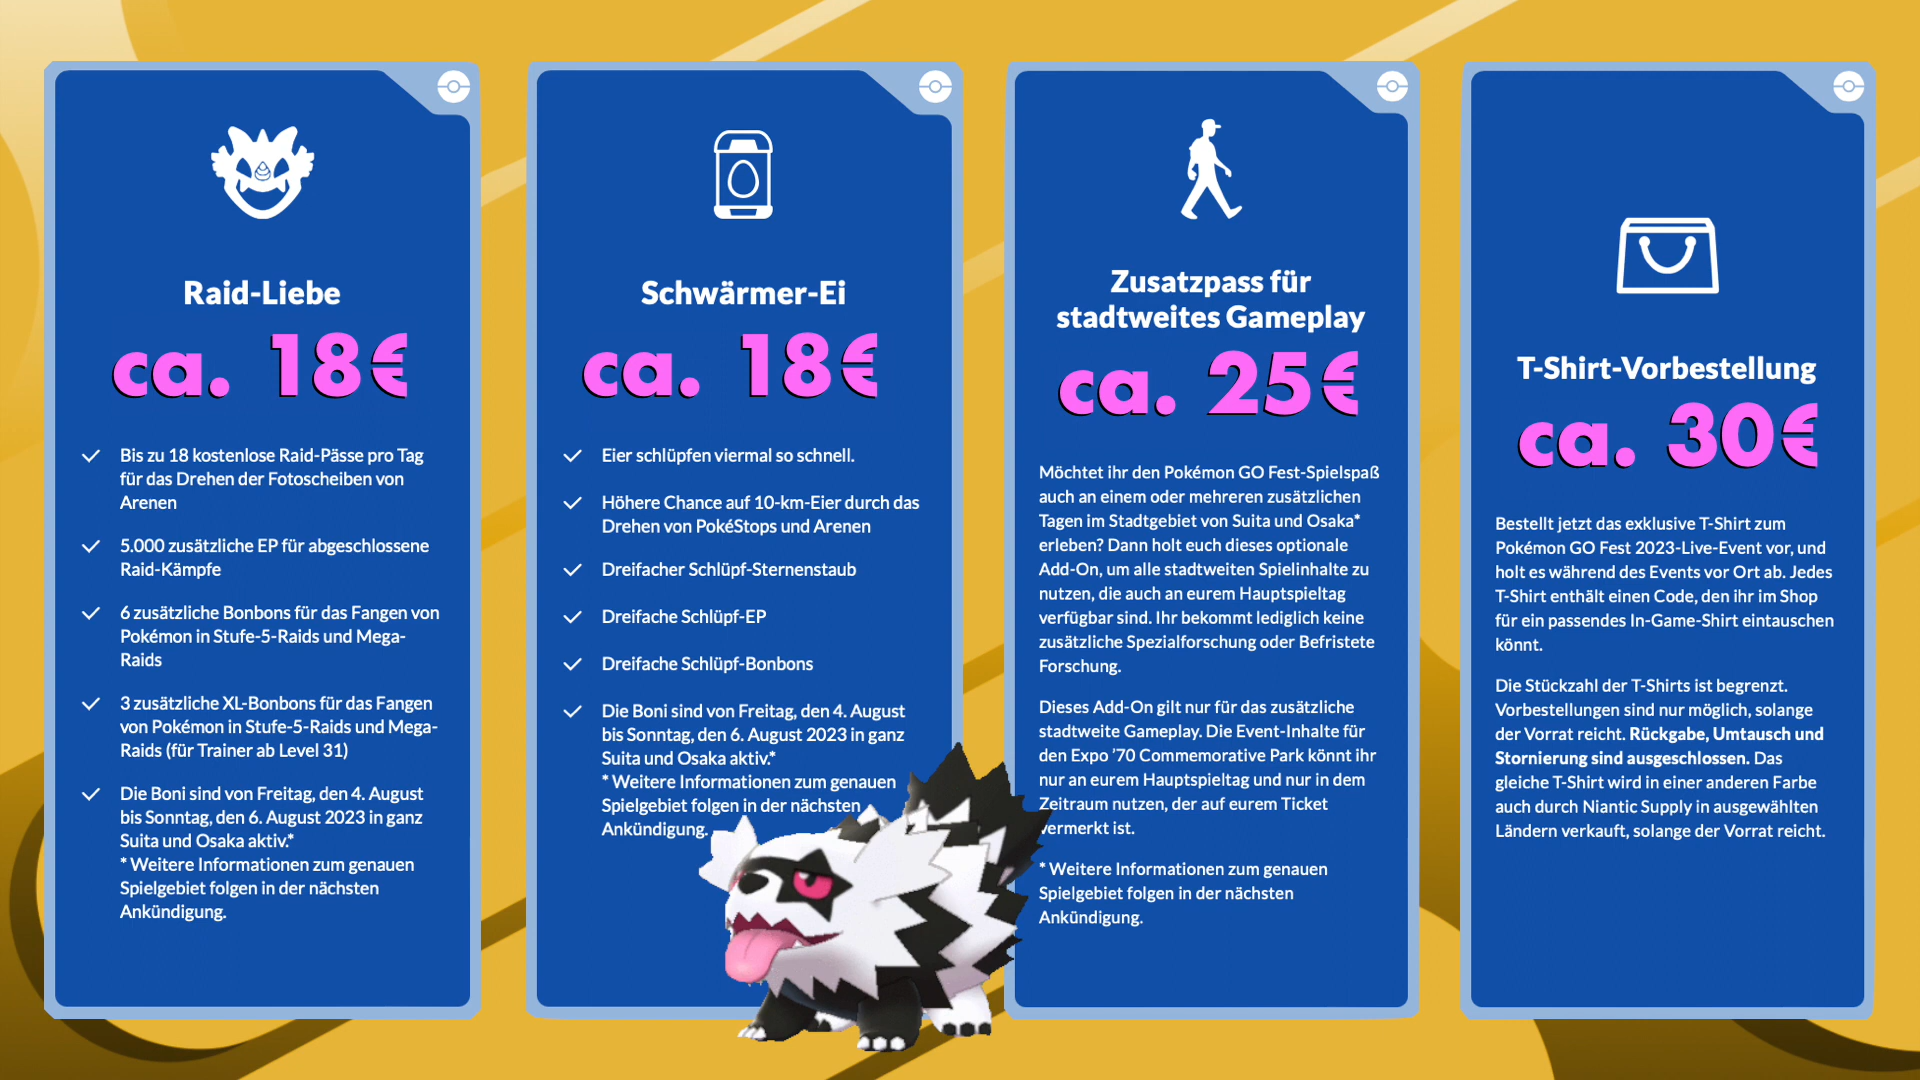 Raid-Liebe
ca. 18€
Bis zu 18 kostenlose Raid-Pässe pro Tag
für das Drehen der Fotoscheiben von
Arenen
5.000 zusätzliche EP für abgeschlossene
Raid-Kämpfe
6 zusätzliche Bonbons für das Fangen von
Pokémon in Stufe-5-Raids und Mega-
Raids
3 zusätzliche XL-Bonbons für das Fangen
von Pokémon in Stufe-5-Raids und Mega-
Raids (für Trainer ab Level 31)
Die Boni sind von Freitag, den 4. August
bis Sonntag, den 6. August 2023 in ganz
Suita und Osaka aktiv.*
* Weitere Informationen zum genauen
Spielgebiet folgen in der nächsten
Ankündigung.
Schwärmer-Ei
ca. 18€
Eier schlüpfen viermal so schnell.
Höhere Chance auf 10-km-Eier durch das
Drehen von PokéStops und Arenen
Dreifacher Schlüpf-Sternenstaub
Dreifache Schlüpf-EP
Dreifache Schlüpf-Bonbons
Die Boni sind von Freitag, den 4. August
bis Sonntag, den 6. August 2023 in ganz
Suita und Osaka aktiv.*
* Weitere Informationen zum genauen
Spielgebiet folgen in der nächsten
Ankündigung.
Zusatzpass für
stadtweites Gameplay
ca. 25€
Möchtet ihr den Pokémon GO Fest-Spielspaß
auch an einem oder mehreren zusätzlichen
Tagen im Stadtgebiet von Suita und Osaka*
erleben? Dann holt euch dieses optionale
Add-On, um alle stadtweiten Spielinhalte zu
nutzen, die auch an eurem Hauptspieltag
verfügbar sind. Ihr bekommt lediglich keine
zusätzliche Spezialforschung oder Befristete
Forschung.
Dieses Add-On gilt nur für das zusätzliche
stadtweite Gameplay. Die Event-Inhalte für
den Expo ’70 Commemorative Park könnt ihr
nur an eurem Hauptspieltag und nur in dem
Zeitraum nutzen, der auf eurem Ticket
vermerkt ist.
* Weitere Informationen zum genauen
Spielgebiet folgen in der nächsten
Ankündigung.
T-Shirt-Vorbestellung
ca. 30€
Bestellt jetzt das exklusive T-Shirt zum
Pokémon GO Fest 2023-Live-Event vor, und
holt es während des Events vor Ort ab. Jedes
T-Shirt enthält einen Code, den ihr im Shop
für ein passendes In-Game-Shirt eintauschen
könnt.
Die Stückzahl der T-Shirts ist begrenzt.
Vorbestellungen sind nur möglich, solange
der Vorrat reicht. Rückgabe, Umtausch und
Stornierung sind ausgeschlossen. Das
gleiche T-Shirt wird in einer anderen Farbe
auch durch Niantic Supply in ausgewählten
Ländern verkauft, solange der Vorrat reicht.